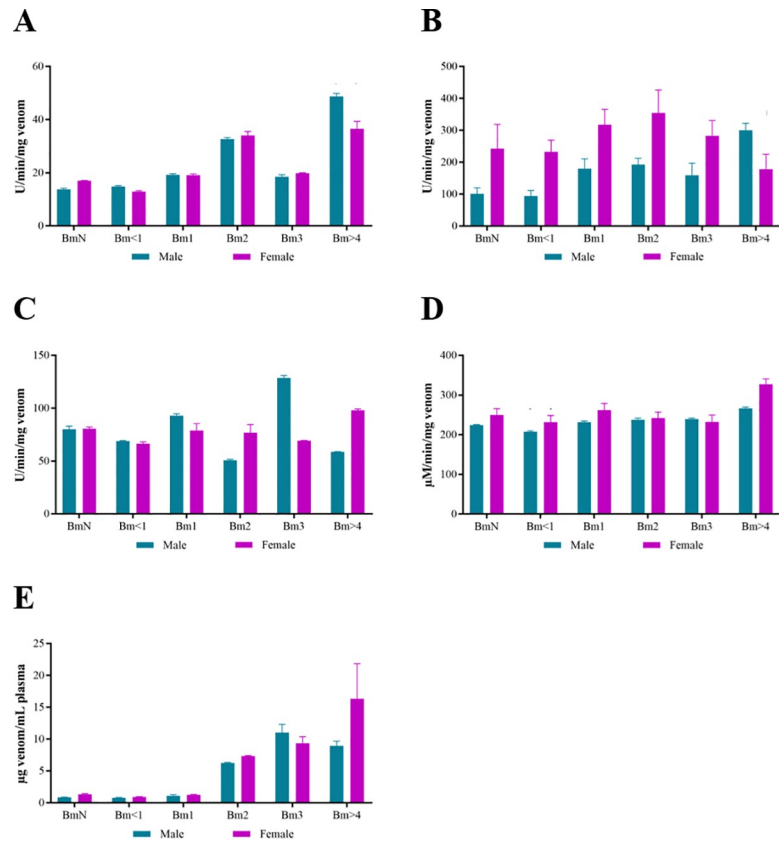 A
U/min/mg venom
60
40
20
0
BmN Bm<1 Bm1 Bm2 Bm3 Bm>4
Male Female
B
U/min/mg venom
500
400
300
200
100
0
BmN Bm<1 Bm1 Bm2 Bm3 Bm>4
Male Female
C
U/min/mg venom
150
100
50
0
BmN Bm<1 Bm1 Bm2 Bm3 Bm>4
Male Female
D
µM/min/mg venom
400
300
200
100
0
BmN Bm<1 Bm1 Bm2 Bm3 Bm>4
Male Female
E
µg venom/mL plasma
25
20
15
10
5
0
BmN Bm<1 Bm1 Bm2 Bm3 Bm>4
Male Female